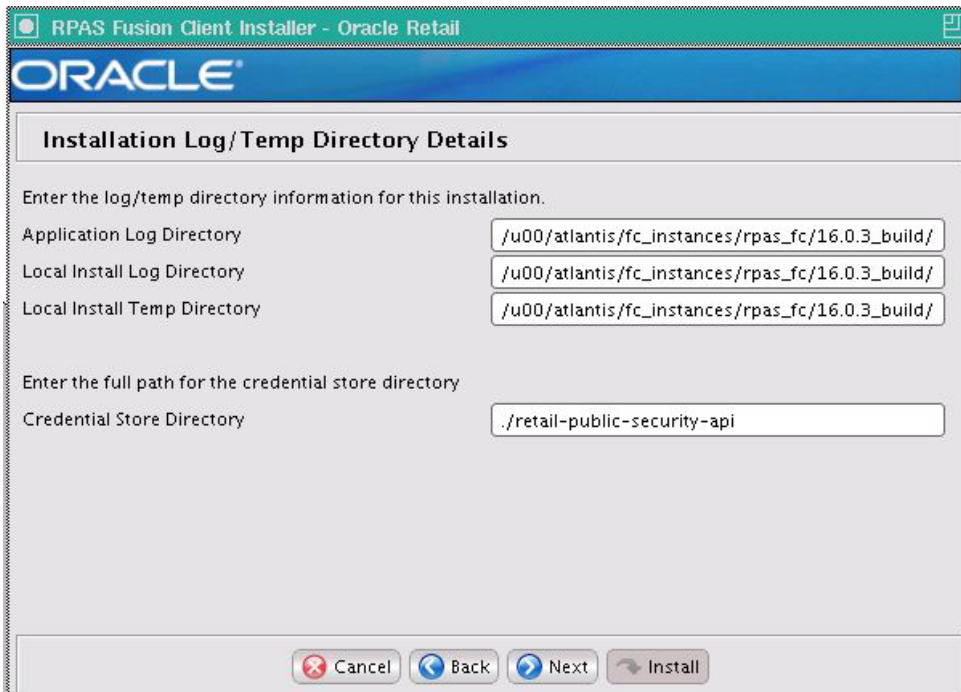 RPAS Fusion Client Installer - Oracle Retail
ORACLE®
Installation Log/Temp Directory Details
Enter the log/temp directory information for this installation.
Application Log Directory /u00/atlantis/fc_instances/rpas_fc/16.0.3_build/
Local Install Log Directory /u00/atlantis/fc_instances/rpas_fc/16.0.3_build/
Local Install Temp Directory /u00/atlantis/fc_instances/rpas_fc/16.0.3_build/
Enter the full path for the credential store directory
Credential Store Directory ./retail-public-security-api
Cancel Back Next Install